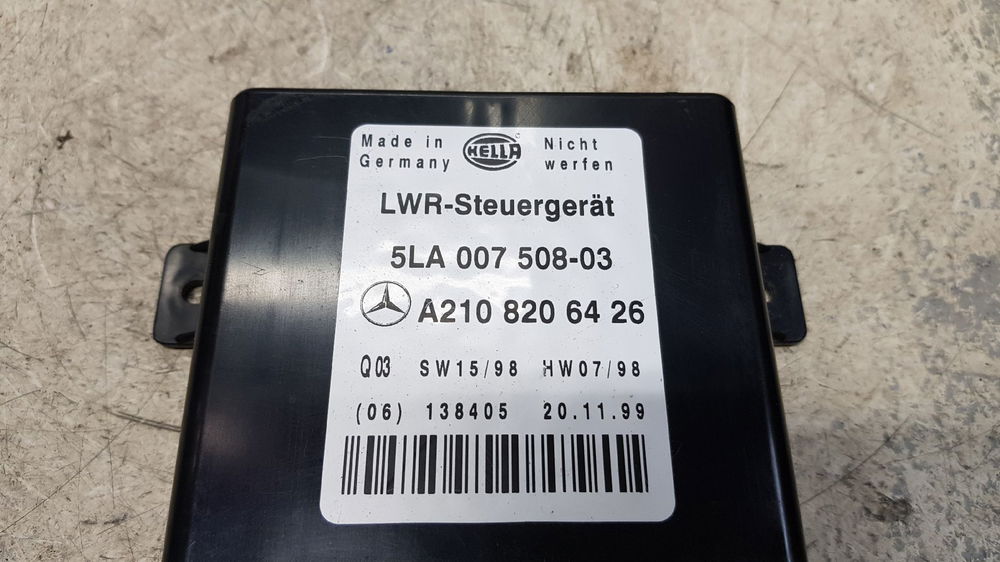 Made in Germany
HELLA
Nicht werfen
LWR-Steuergerät
5LA 007 508-03
A210 820 64 26
Q03 SW15/98 HW07/98
(06) 138405 20.11.99